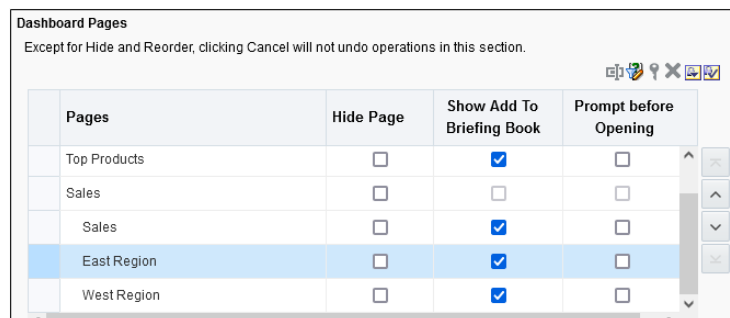 Dashboard Pages
Except for Hide and Reorder, clicking Cancel will not undo operations in this section.
Pages
Hide Page
Show Add To
Briefing Book
Prompt before
Opening
Top Products
Sales
Sales
East Region
West Region